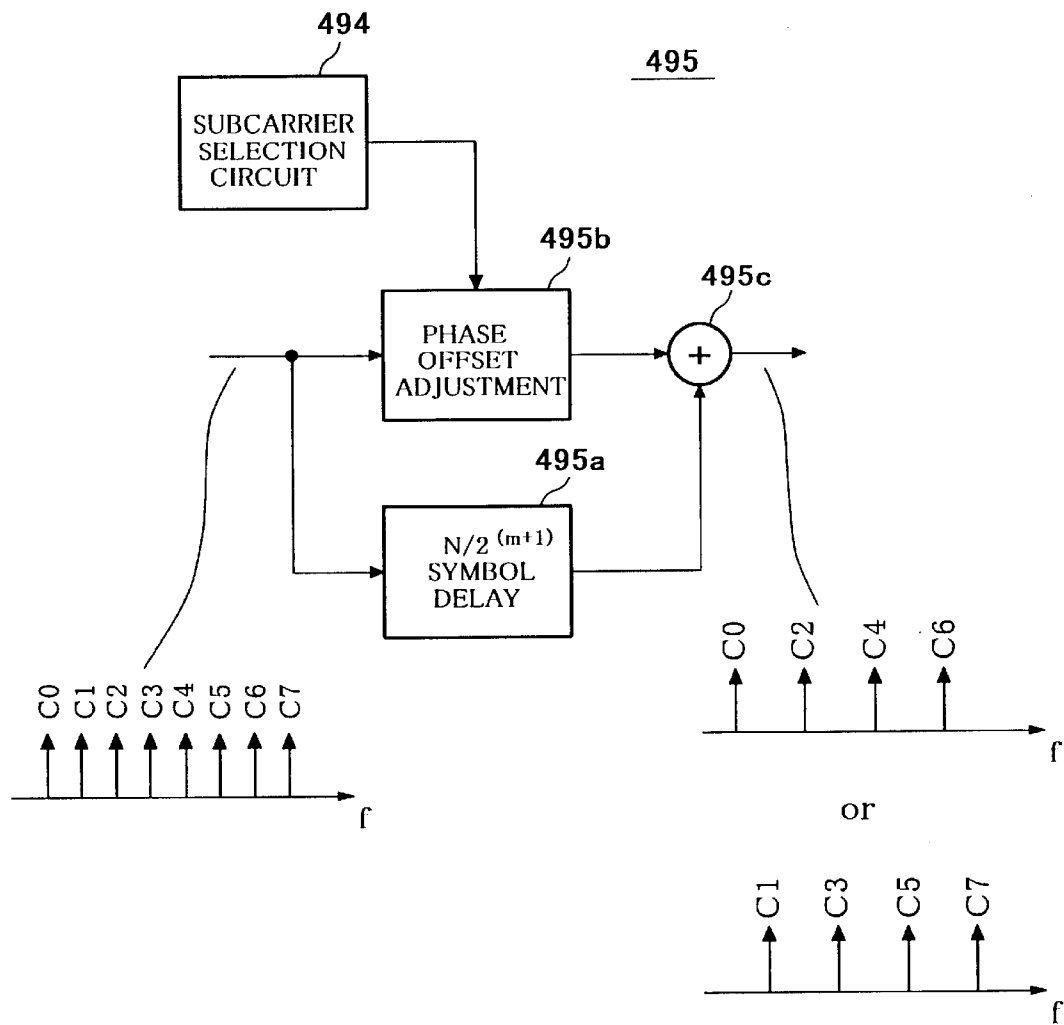 494
495
SUBCARRIER
SELECTION
CIRCUIT
495b
495c
PHASE
OFFSET
ADJUSTMENT
+
495a
N/2 (m+1)
SYMBOL
DELAY
C0 C2 C4 C6
f
C0 C1 C2 C3 C4 C5 C6 C7
f
or
C1 C3 C5 C7
f